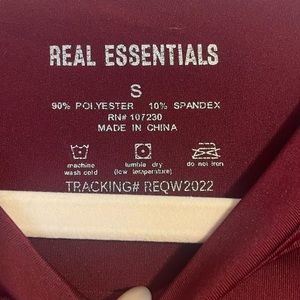 REAL ESSENTIALS
S
90% POLYESTER 10% SPANDEX
RN# 107230
MADE IN CHINA
machine tumble dry do not iron
wash cold (low temperature)
TRACKING# REQW2022